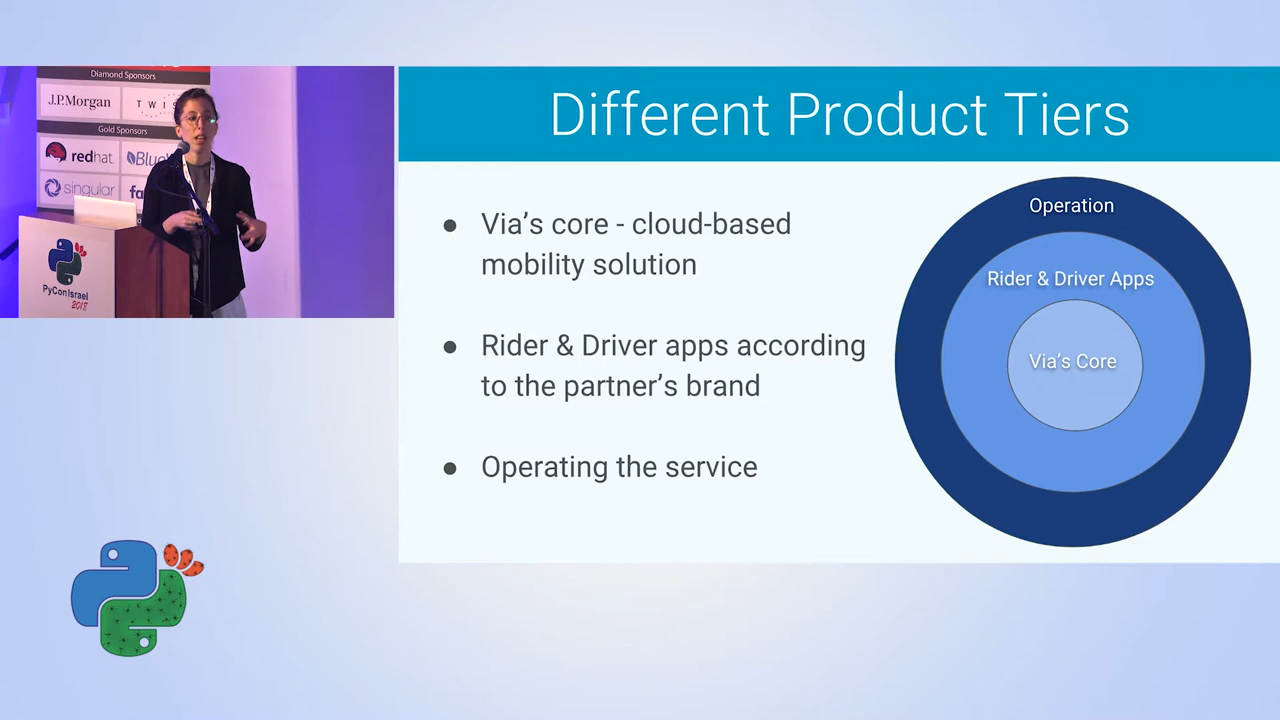 Diamond Sponsors
J.P.Morgan
Gold Sponsors
redhat.
singular
PyConIsrael
2018
Different Product Tiers
● Via’s core - cloud-based
mobility solution
● Rider & Driver apps according
to the partner’s brand
● Operating the service
Operation
Rider & Driver Apps
Via’s Core